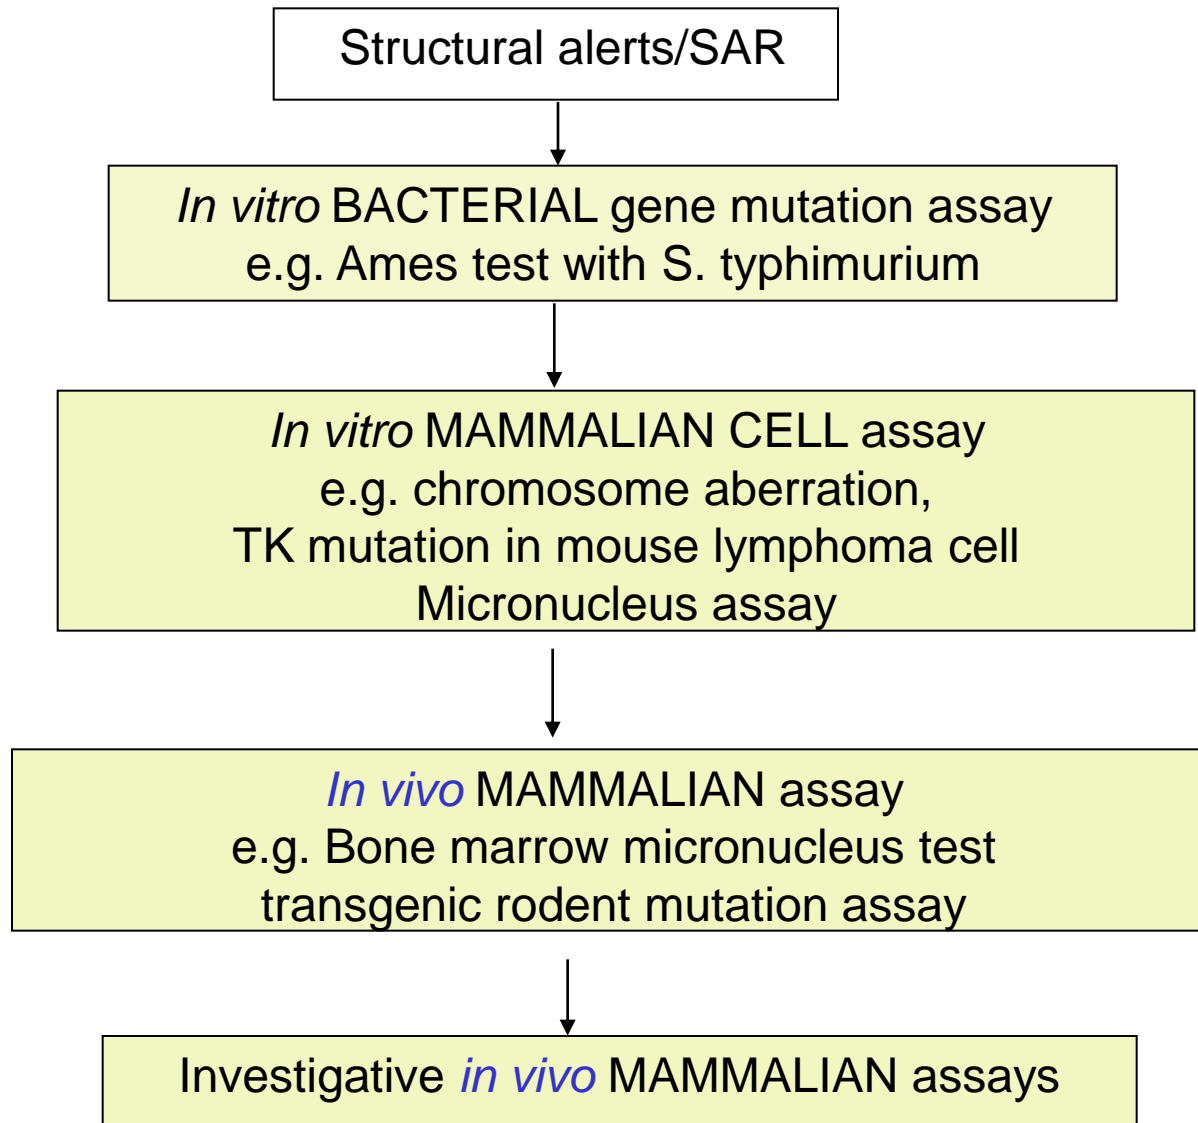 Structural alerts/SAR
In vitro BACTERIAL gene mutation assay
e.g. Ames test with S. typhimurium
In vitro MAMMALIAN CELL assay
e.g. chromosome aberration,
TK mutation in mouse lymphoma cell
Micronucleus assay
In vivo MAMMALIAN assay
e.g. Bone marrow micronucleus test
transgenic rodent mutation assay
Investigative in vivo MAMMALIAN assays